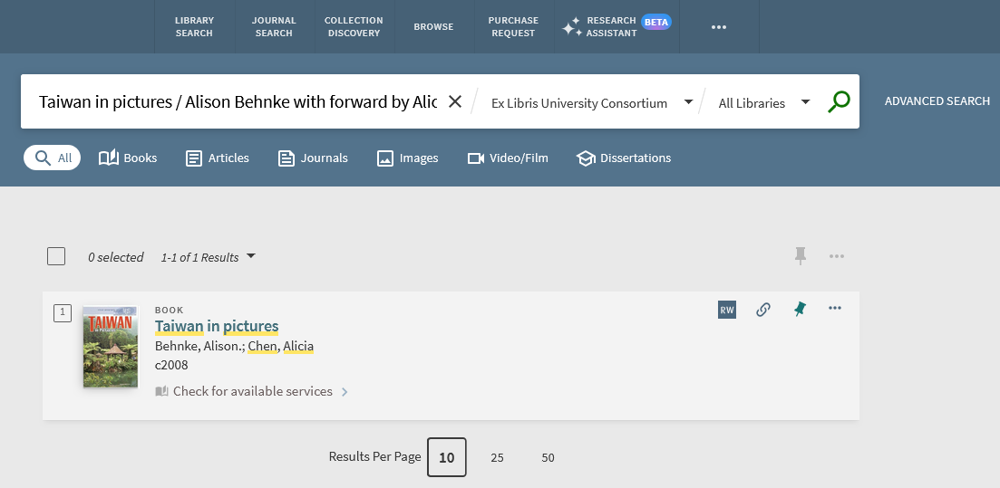 LIBRARY SEARCH
JOURNAL SEARCH
COLLECTION DISCOVERY
BROWSE
PURCHASE REQUEST
RESEARCH ASSISTANT BETA
Taiwan in pictures / Alison Behnke with forward by Alic
Ex Libris University Consortium
All Libraries
ADVANCED SEARCH
All
Books
Articles
Journals
Images
Video/Film
Dissertations
0 selected
1-1 of 1 Results
1
TAIWAN
BOOK
RW
Taiwan in pictures
Behnke, Alison.; Chen, Alicia
c2008
Check for available services
Results Per Page 10 25 50